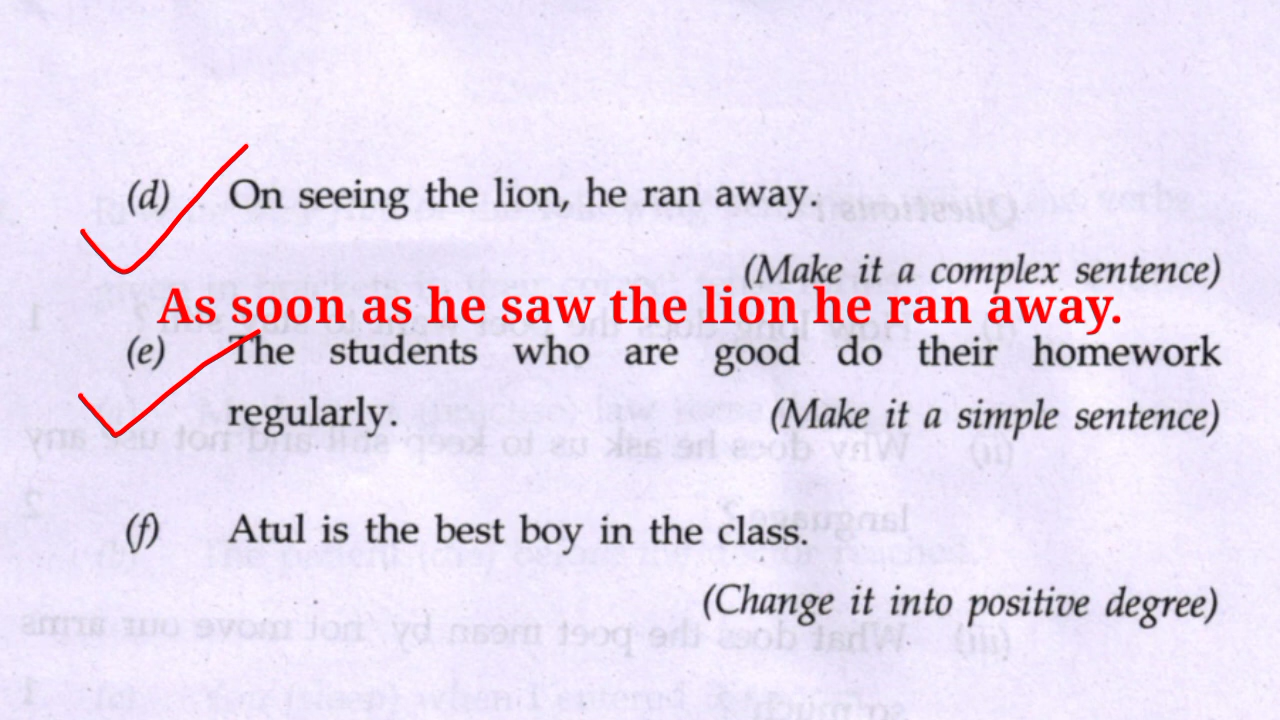 (d) On seeing the lion, he ran away.
(Make it a complex sentence)
As soon as he saw the lion he ran away.
(e) The students who are good do their homework
regularly. (Make it a simple sentence)
(f) Atul is the best boy in the class.
(Change it into positive degree)